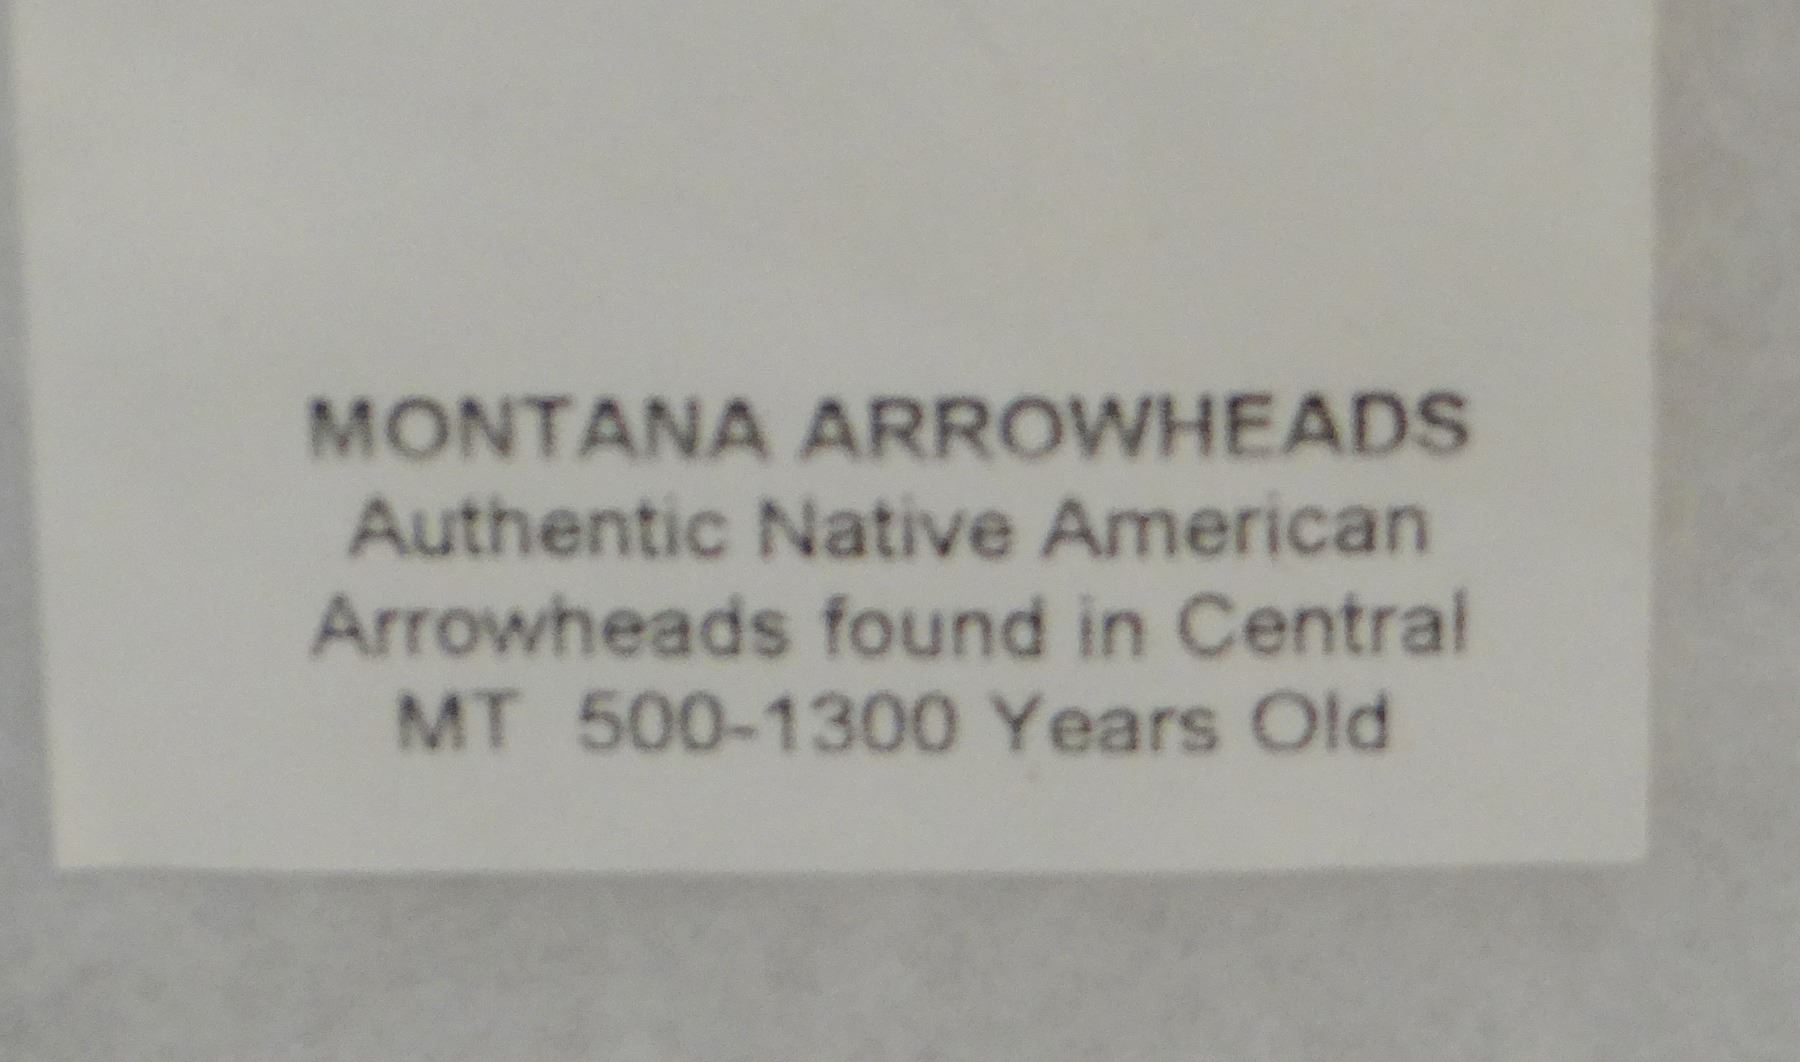 MONTANA ARROWHEADS
Authentic Native American
Arrowheads found in Central
MT  500-1300 Years Old